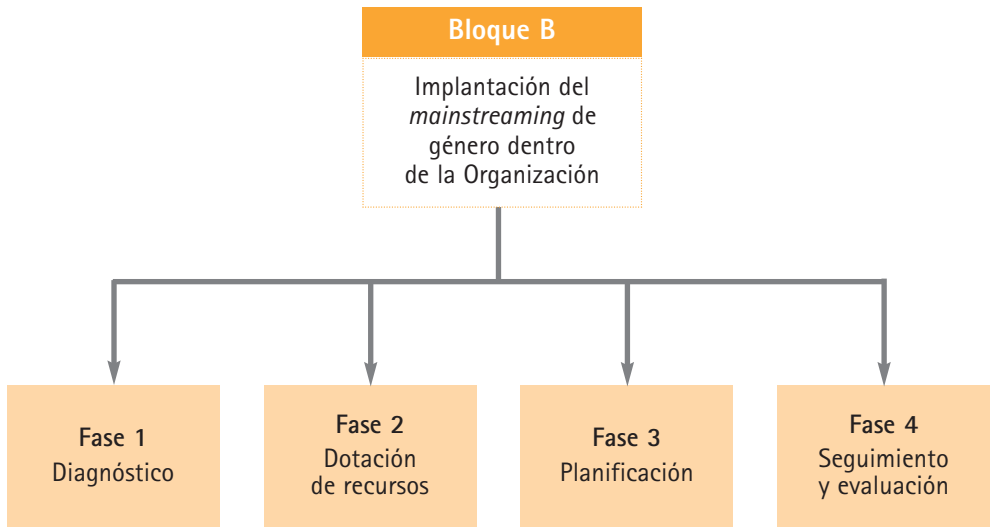 Bloque B
Implantación del
mainstreaming de
género dentro
de la Organización
Fase 1
Diagnóstico
Fase 2
Dotación
de recursos
Fase 3
Planificación
Fase 4
Seguimiento
y evaluación